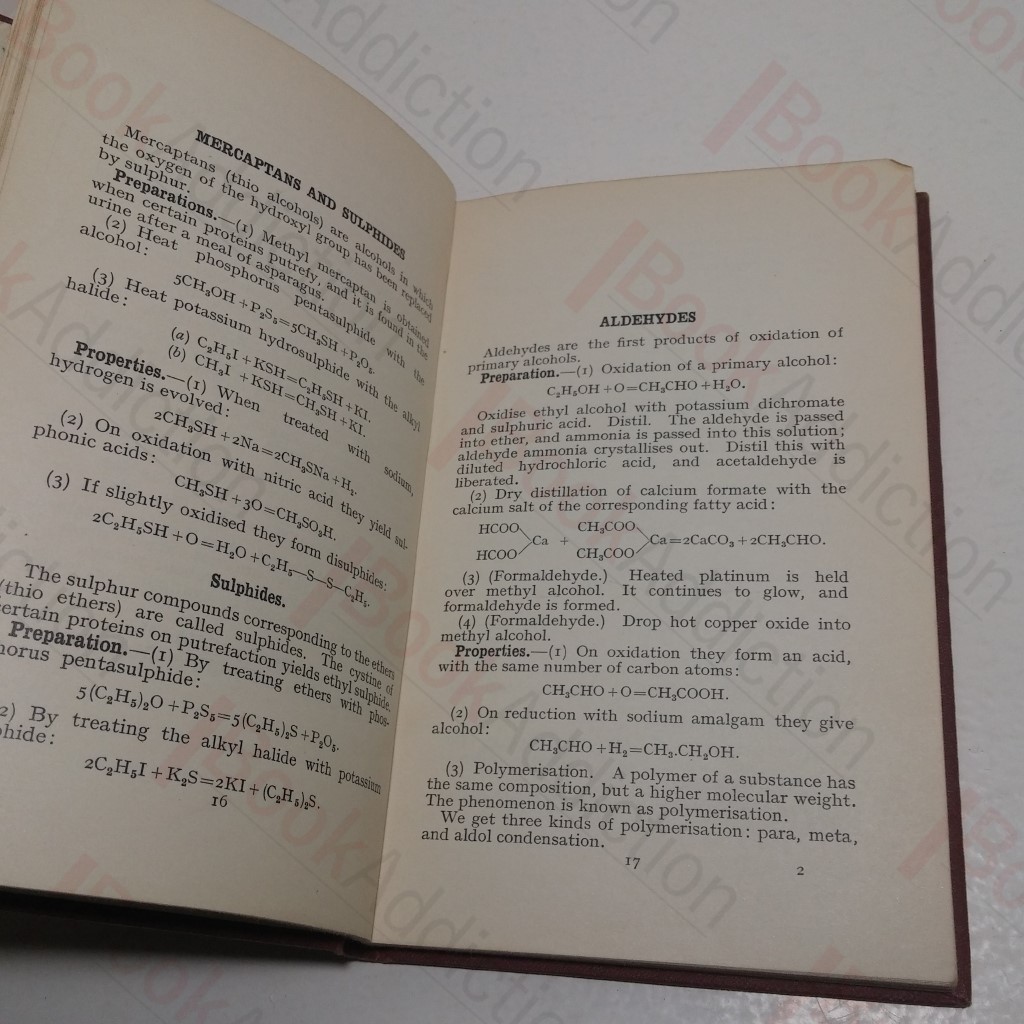 MERCAPTANS AND SULPHIDES
Mercaptans (thio alcohols) are alcohols in which
the oxygen of the hydroxyl group has been replaced
by sulphur.
Preparations.—(1) Methyl mercaptan is obtained
when certain proteins putrefy, and it is found in the
urine after a meal of asparagus.
(2) Heat phosphorus pentasulphide with the
alcohol:
5CH₃OH + P₂S₅ = 5CH₃SH + P₂O₅.
(3) Heat potassium hydrosulphide with the alkyl
halide:
(a) C₂H₅I + KSH = C₂H₅SH + KI.
(b) CH₃I + KSH = CH₃SH + KI.
Properties.—(1) When treated with sodium,
hydrogen is evolved:
2CH₃SH + 2Na = 2CH₃SNa + H₂.
(2) On oxidation with nitric acid they yield sul-
phonic acids:
CH₃SH + 3O = CH₃SO₃H.
(3) If slightly oxidised they form disulphides:
2C₂H₅SH + O = H₂O + C₂H₅—S—S—C₂H₅.
Sulphides.
The sulphur compounds corresponding to the ethers
(thio ethers) are called sulphides. The cystine of
certain proteins on putrefaction yields ethyl sulphide.
Preparation.—(1) By treating ethers with phos-
horus pentasulphide:
5(C₂H₅)₂O + P₂S₅ = 5(C₂H₅)₂S + P₂O₅.
2) By treating the alkyl halide with potassium
phide:
2C₂H₅I + K₂S = 2KI + (C₂H₅)₂S.
16
ALDEHYDES
Aldehydes are the first products of oxidation of
primary alcohols.
Preparation.—(1) Oxidation of a primary alcohol:
C₂H₅OH + O = CH₃CHO + H₂O.
Oxidise ethyl alcohol with potassium dichromate
and sulphuric acid. Distil. The aldehyde is passed
into ether, and ammonia is passed into this solution;
aldehyde ammonia crystallises out. Distil this with
diluted hydrochloric acid, and acetaldehyde is
liberated.
(2) Dry distillation of calcium formate with the
calcium salt of the corresponding fatty acid:
HCOO CH₃COO
Ca + Ca = 2CaCO₃ + 2CH₃CHO.
HCOO CH₃COO
(3) (Formaldehyde.) Heated platinum is held
over methyl alcohol. It continues to glow, and
formaldehyde is formed.
(4) (Formaldehyde.) Drop hot copper oxide into
methyl alcohol.
Properties.—(1) On oxidation they form an acid,
with the same number of carbon atoms:
CH₃CHO + O = CH₃COOH.
(2) On reduction with sodium amalgam they give
alcohol:
CH₃CHO + H₂ = CH₃.CH₂OH.
(3) Polymerisation. A polymer of a substance has
the same composition, but a higher molecular weight.
The phenomenon is known as polymerisation.
We get three kinds of polymerisation: para, meta,
and aldol condensation.
17
2
BookAddiction